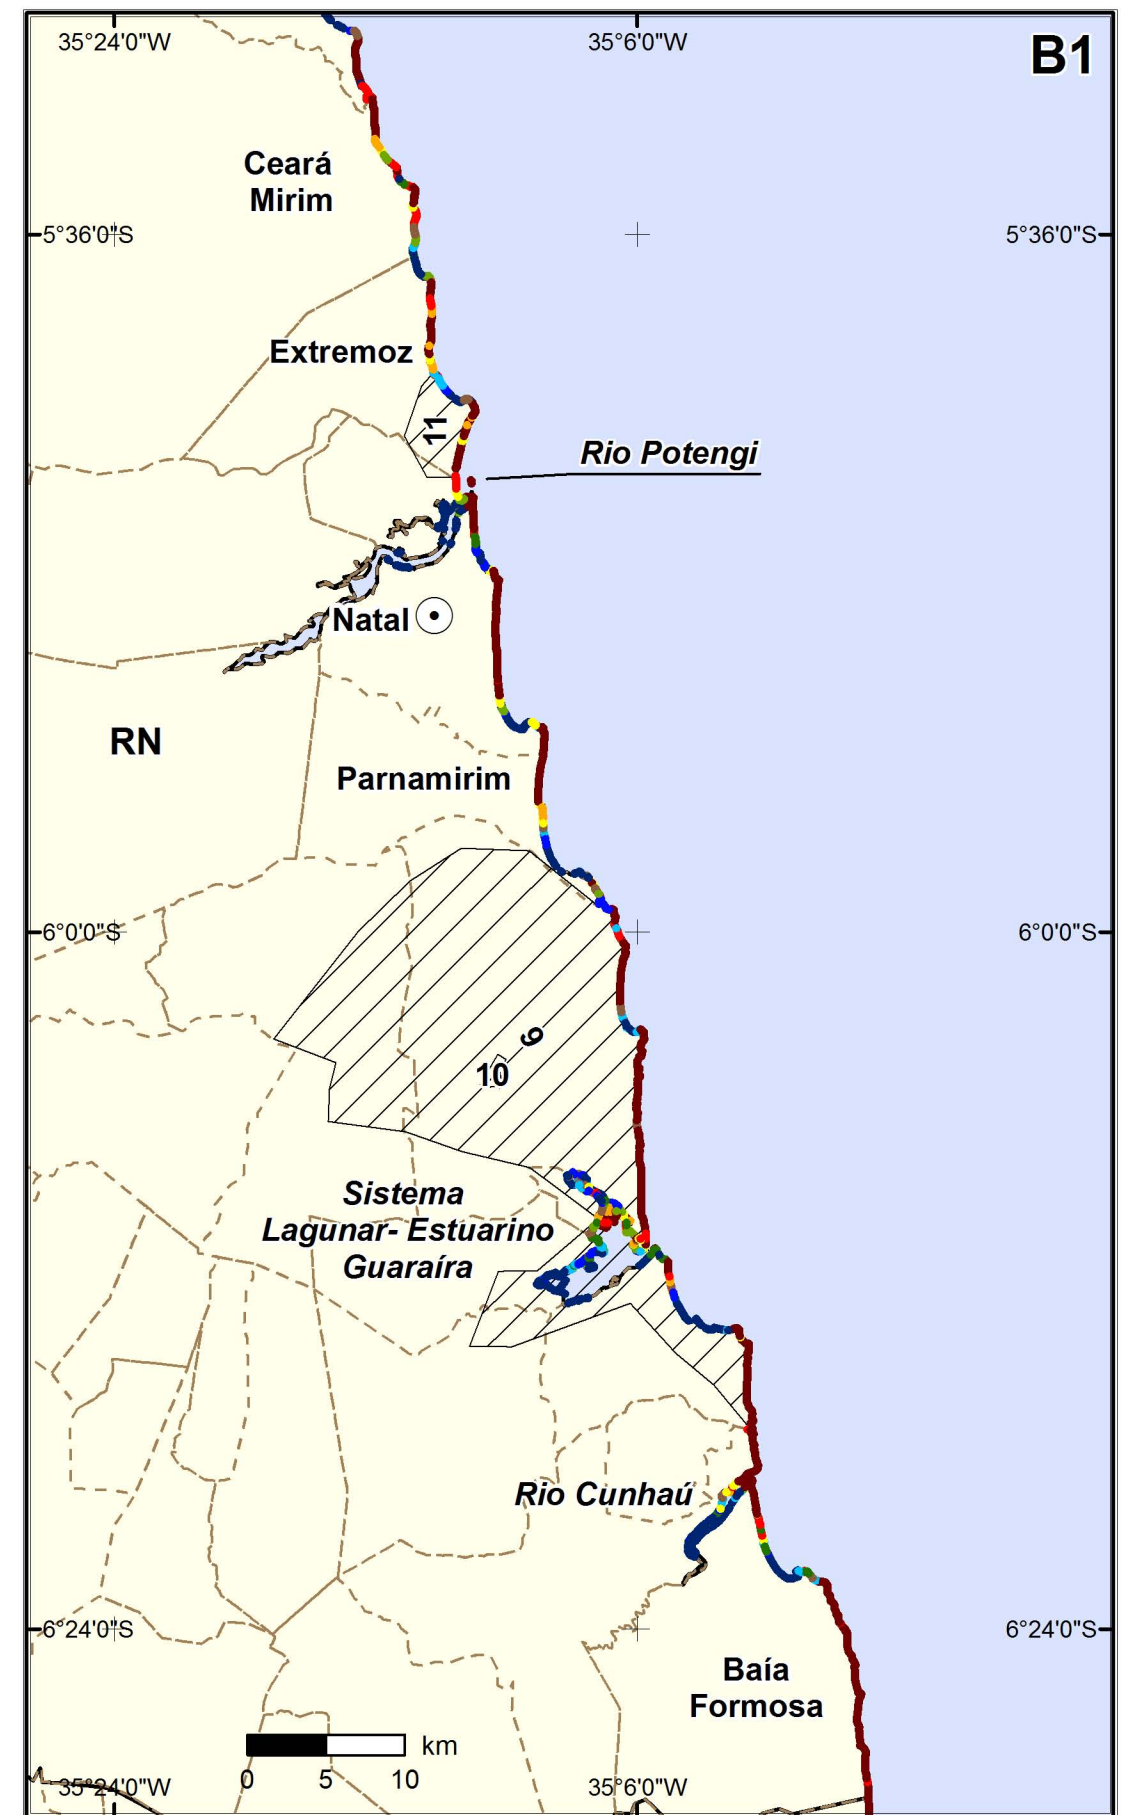 35°24'0"W
35°6'0"W
B1
Ceará
Mirim
5°36'0"S
5°36'0"S
Extremoz
11
Rio Potengi
Natal
RN
Parnamirim
6°0'0"S
6°0'0"S
9
10
Sistema
Lagunar- Estuarino
Guaraíra
Rio Cunhaú
6°24'0"S
6°24'0"S
Baía
Formosa
km
0 5 10
35°24'0"W
35°6'0"W